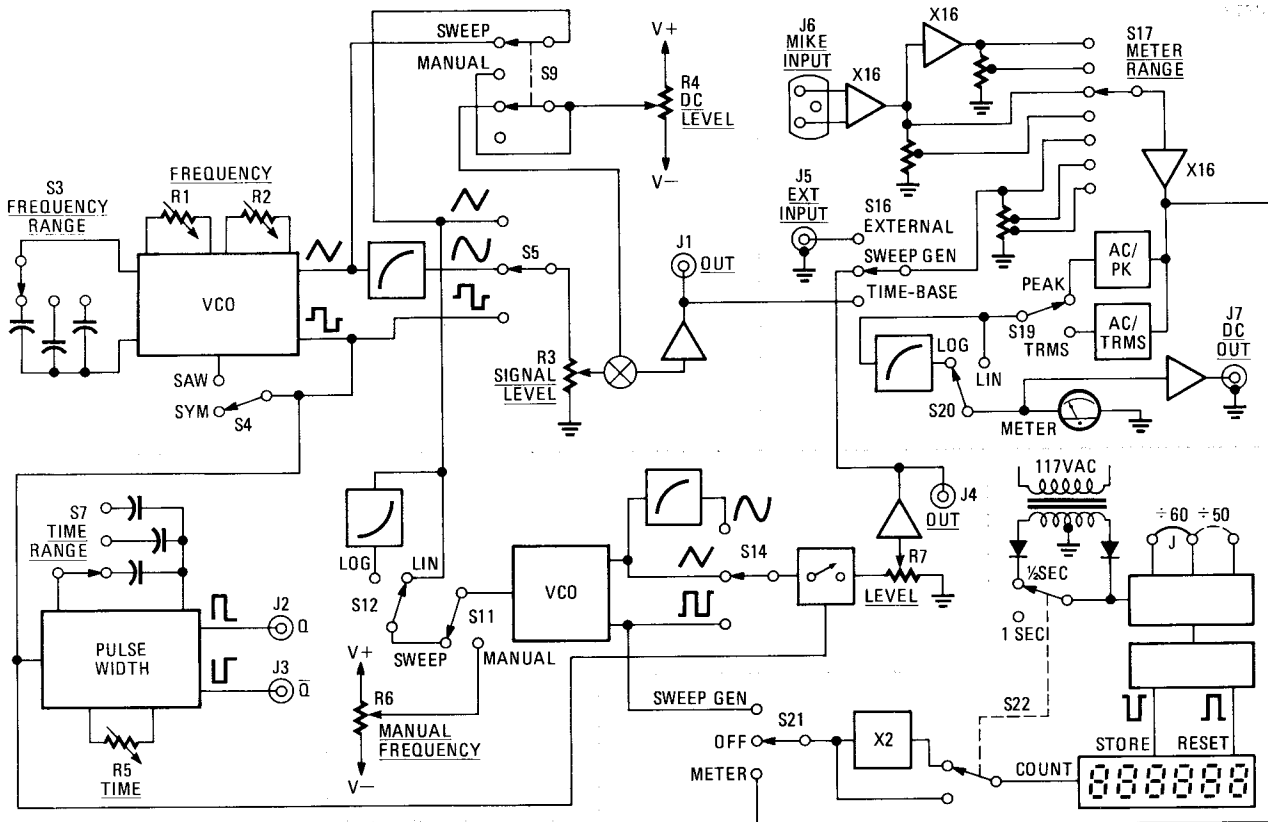 SWEEP
MANUAL
S9
V+
R4
DC
LEVEL
V−
J6
MIKE
INPUT
X16
X16
S17
METER
RANGE
X16
J5
EXT
INPUT
S16
EXTERNAL
SWEEP GEN
TIME-BASE
J1
OUT
S3
FREQUENCY
RANGE
FREQUENCY
R1
R2
VCO
SAW
SYM
S4
S5
R3
SIGNAL
LEVEL
PEAK
AC/
PK
S19
TRMS
AC/
TRMS
LOG
LIN
S20
METER
J7
DC
OUT
S7
TIME
RANGE
PULSE
WIDTH
J2
Q
J3
Q̅
R5
TIME
LOG
LIN
S12
S11
SWEEP
MANUAL
V+
R6
MANUAL
FREQUENCY
V−
VCO
S14
R7
LEVEL
J4
OUT
117VAC
½SEC
1 SEC
÷60
÷50
J
S22
SWEEP GEN
S21
OFF
METER
X2
COUNT
STORE
RESET
888888